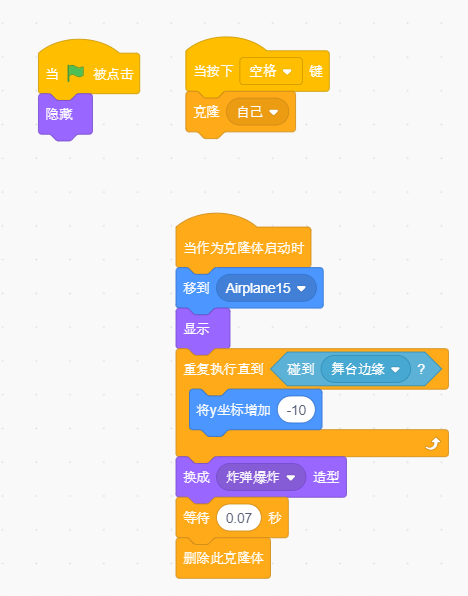 当 被点击
隐藏
当按下 空格 键
克隆 自己
当作为克隆体启动时
移到 Airplane15
显示
重复执行直到 碰到 舞台边缘 ?
将y坐标增加 -10
换成 炸弹爆炸 造型
等待 0.07 秒
删除此克隆体